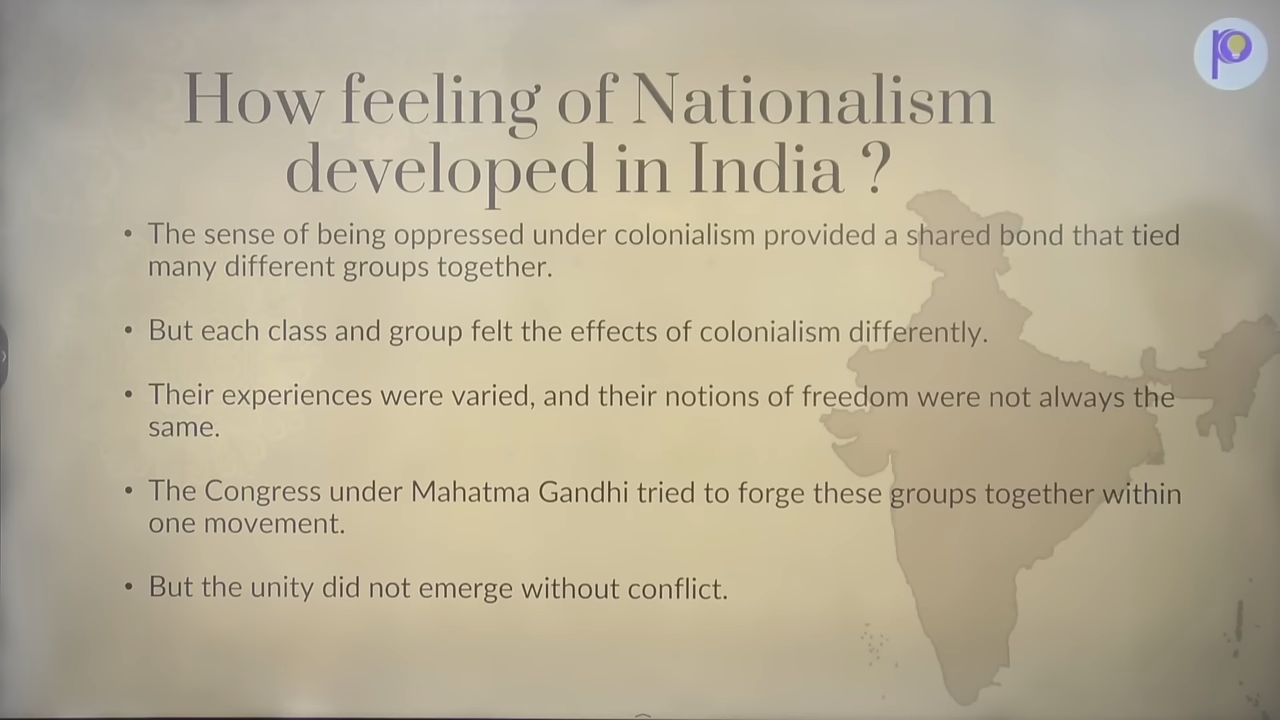 How feeling of Nationalism
developed in India ?
• The sense of being oppressed under colonialism provided a shared bond that tied
many different groups together.
• But each class and group felt the effects of colonialism differently.
• Their experiences were varied, and their notions of freedom were not always the
same.
• The Congress under Mahatma Gandhi tried to forge these groups together within
one movement.
• But the unity did not emerge without conflict.